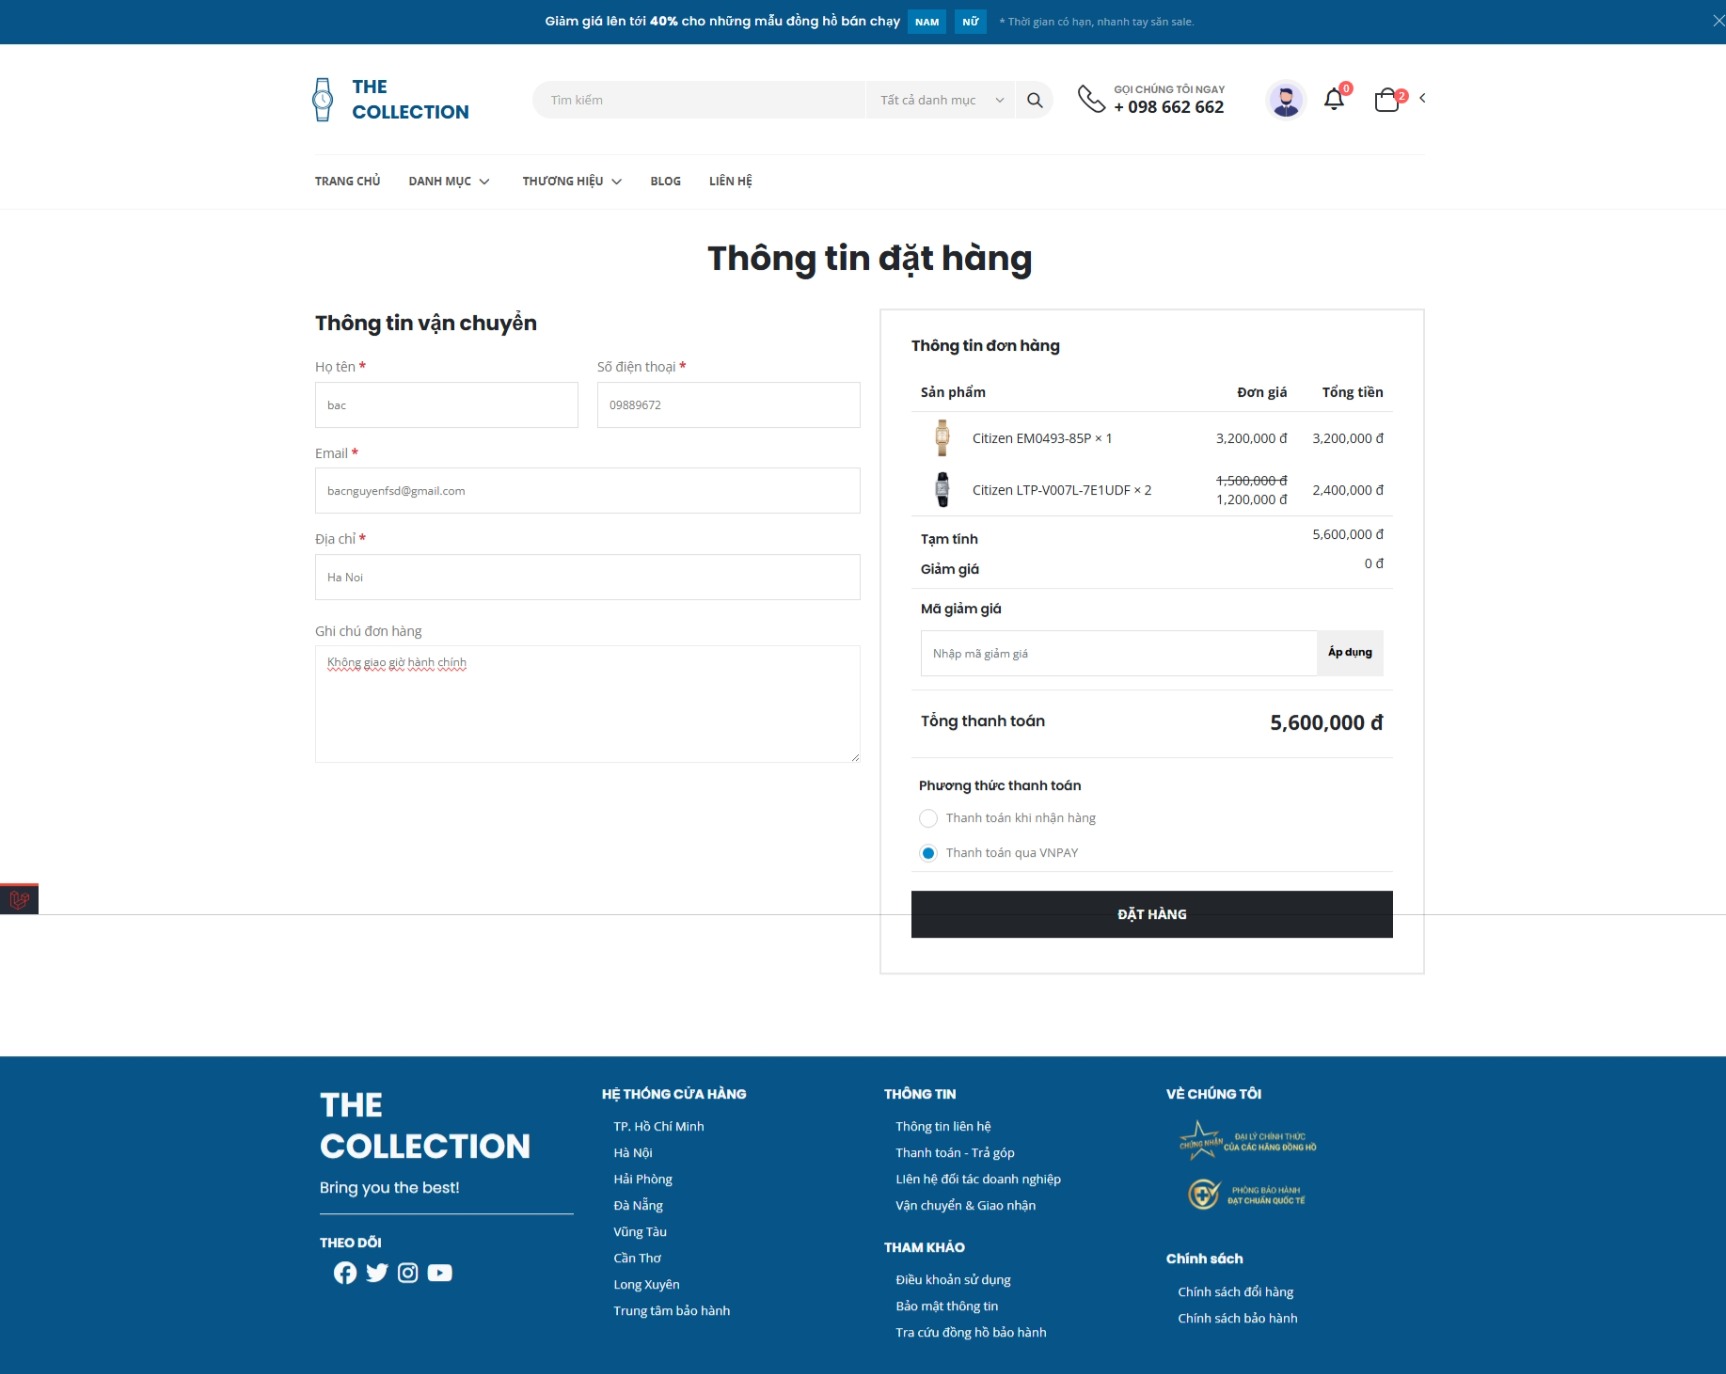 Giảm giá lên tới 40% cho những mẫu đồng hồ bán chạy NAM NỮ * Thời gian có hạn, nhanh tay săn sale.
THE
COLLECTION
Tìm kiếm
Tất cả danh mục
GỌI CHÚNG TÔI NGAY
+ 098 662 662
0
2
TRANG CHỦ DANH MỤC THƯƠNG HIỆU BLOG LIÊN HỆ
Thông tin đặt hàng
Thông tin vận chuyển
Họ tên *
Số điện thoại *
bac
09889672
Email *
bacnguyenfsd@gmail.com
Địa chỉ *
Ha Noi
Ghi chú đơn hàng
Không giao giờ hành chính
Thông tin đơn hàng
Sản phẩm Đơn giá Tổng tiền
Citizen EM0493-85P × 1 3,200,000 đ 3,200,000 đ
1,500,000 đ
Citizen LTP-V007L-7E1UDF × 2 1,200,000 đ 2,400,000 đ
Tạm tính 5,600,000 đ
Giảm giá 0 đ
Mã giảm giá
Nhập mã giảm giá Áp dụng
Tổng thanh toán 5,600,000 đ
Phương thức thanh toán
Thanh toán khi nhận hàng
Thanh toán qua VNPAY
ĐẶT HÀNG
THE
COLLECTION
Bring you the best!
THEO DÕI
HỆ THỐNG CỬA HÀNG
TP. Hồ Chí Minh
Hà Nội
Hải Phòng
Đà Nẵng
Vũng Tàu
Cần Thơ
Long Xuyên
Trung tâm bảo hành
THÔNG TIN
Thông tin liên hệ
Thanh toán - Trả góp
Liên hệ đối tác doanh nghiệp
Vận chuyển & Giao nhận
THAM KHẢO
Điều khoản sử dụng
Bảo mật thông tin
Tra cứu đồng hồ bảo hành
VỀ CHÚNG TÔI
CHỨNG NHẬN
ĐẠI LÝ CHÍNH THỨC
CỦA CÁC HÃNG ĐỒNG HỒ
PHÒNG BẢO HÀNH
ĐẠT CHUẨN QUỐC TẾ
Chính sách
Chính sách đổi hàng
Chính sách bảo hành